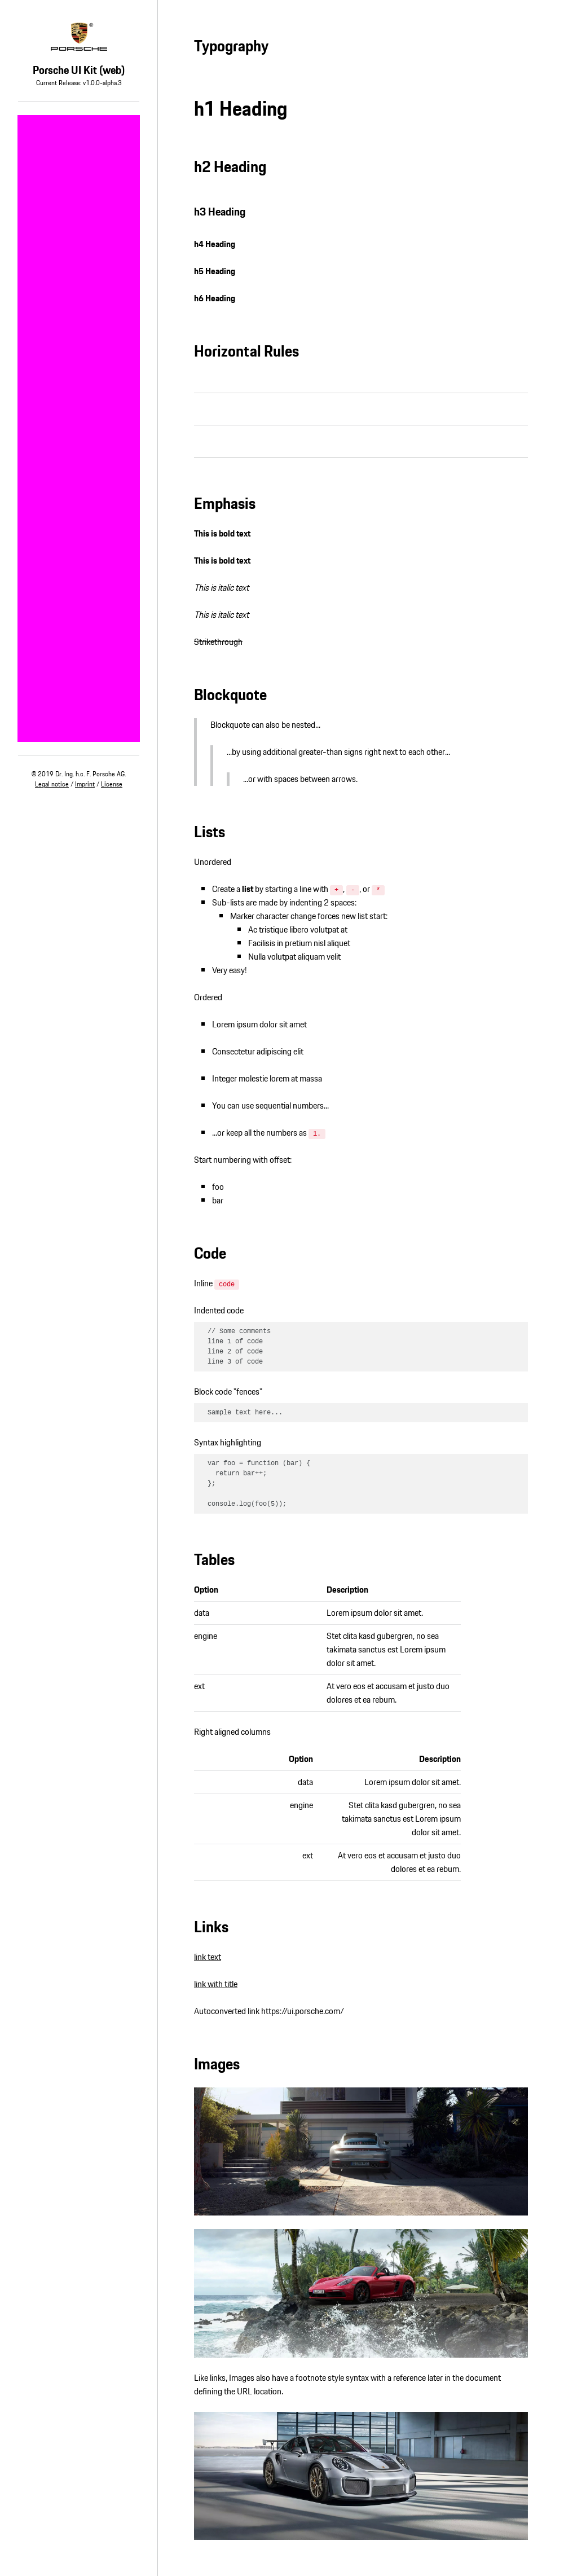 PORSCHE
Porsche UI Kit (web)
Current Release: v1.0.0-alpha.3
© 2019 Dr. Ing. h.c. F. Porsche AG.
Legal notice / Imprint / License
Typography
h1 Heading
h2 Heading
h3 Heading
h4 Heading
h5 Heading
h6 Heading
Horizontal Rules
Emphasis
This is bold text
This is bold text
This is italic text
This is italic text
Strikethrough
Blockquote
Blockquote can also be nested...
...by using additional greater-than signs right next to each other...
...or with spaces between arrows.
Lists
Unordered
Create a list by starting a line with +, -, or *
Sub-lists are made by indenting 2 spaces:
Marker character change forces new list start:
Ac tristique libero volutpat at
Facilisis in pretium nisl aliquet
Nulla volutpat aliquam velit
Very easy!
Ordered
Lorem ipsum dolor sit amet
Consectetur adipiscing elit
Integer molestie lorem at massa
You can use sequential numbers...
...or keep all the numbers as 1.
Start numbering with offset:
foo
bar
Code
Inline code
Indented code
// Some comments
line 1 of code
line 2 of code
line 3 of code
Block code "fences"
Sample text here...
Syntax highlighting
var foo = function (bar) {
  return bar++;
};
console.log(foo(5));
Tables
Option Description
data Lorem ipsum dolor sit amet.
engine Stet clita kasd gubergren, no sea
takimata sanctus est Lorem ipsum
dolor sit amet.
ext At vero eos et accusam et justo duo
dolores et ea rebum.
Right aligned columns
Option Description
data Lorem ipsum dolor sit amet.
engine Stet clita kasd gubergren, no sea
takimata sanctus est Lorem ipsum
dolor sit amet.
ext At vero eos et accusam et justo duo
dolores et ea rebum.
Links
link text
link with title
Autoconverted link https://ui.porsche.com/
Images
Like links, Images also have a footnote style syntax with a reference later in the document
defining the URL location.